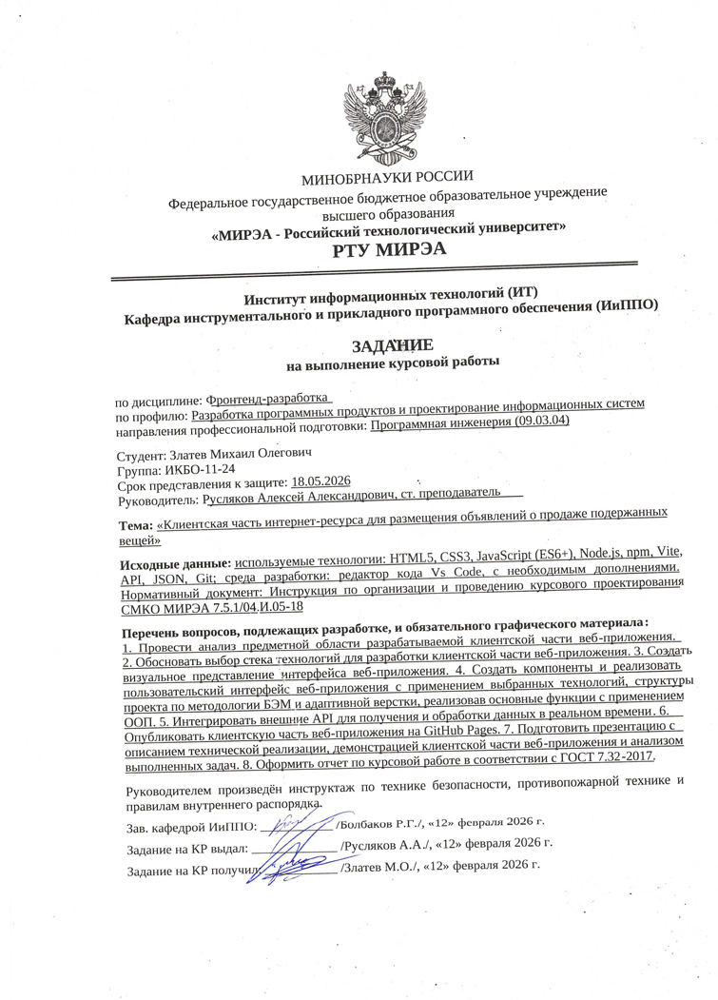 МИНОБРНАУКИ РОССИИ
Федеральное государственное бюджетное образовательное учреждение
высшего образования
«МИРЭА - Российский технологический университет»
РТУ МИРЭА
Институт информационных технологий (ИТ)
Кафедра инструментального и прикладного программного обеспечения (ИиППО)
ЗАДАНИЕ
на выполнение курсовой работы
по дисциплине: Фронтенд-разработка
по профилю: Разработка программных продуктов и проектирование информационных систем
направления профессиональной подготовки: Программная инженерия (09.03.04)
Студент: Златев Михаил Олегович
Группа: ИКБО-11-24
Срок представления к защите: 18.05.2026
Руководитель: Русляков Алексей Александрович, ст. преподаватель
Тема: «Клиентская часть интернет-ресурса для размещения объявлений о продаже подержанных
вещей»
Исходные данные: используемые технологии: HTML5, CSS3, JavaScript (ES6+), Node.js, npm, Vite,
API, JSON, Git; среда разработки: редактор кода Vs Code, с необходимым дополнениями.
Нормативный документ: Инструкция по организации и проведению курсового проектирования
СМКО МИРЭА 7.5.1/04.И.05-18
Перечень вопросов, подлежащих разработке, и обязательного графического материала:
1. Провести анализ предметной области разрабатываемой клиентской части веб-приложения.
2. Обосновать выбор стека технологий для разработки клиентской части веб-приложения. 3. Создать
визуальное представление интерфейса веб-приложения. 4. Создать компоненты и реализовать
пользовательский интерфейс веб-приложения с применением выбранных технологий, структуры
проекта по методологии БЭМ и адаптивной верстки, реализовав основные функции с применением
ООП. 5. Интегрировать внешние API для получения и обработки данных в реальном времени. 6.
Опубликовать клиентскую часть веб-приложения на GitHub Pages. 7. Подготовить презентацию с
описанием технической реализации, демонстрацией клиентской части веб-приложения и анализом
выполненных задач. 8. Оформить отчет по курсовой работе в соответствии с ГОСТ 7.32-2017.
Руководителем произведён инструктаж по технике безопасности, противопожарной технике и
правилам внутреннего распорядка.
Зав. кафедрой ИиППО: ____________ /Болбаков Р.Г./, «12» февраля 2026 г.
Задание на КР выдал: ____________ /Русляков А.А./, «12» февраля 2026 г.
Задание на КР получил: ____________ /Златев М.О./, «12» февраля 2026 г.